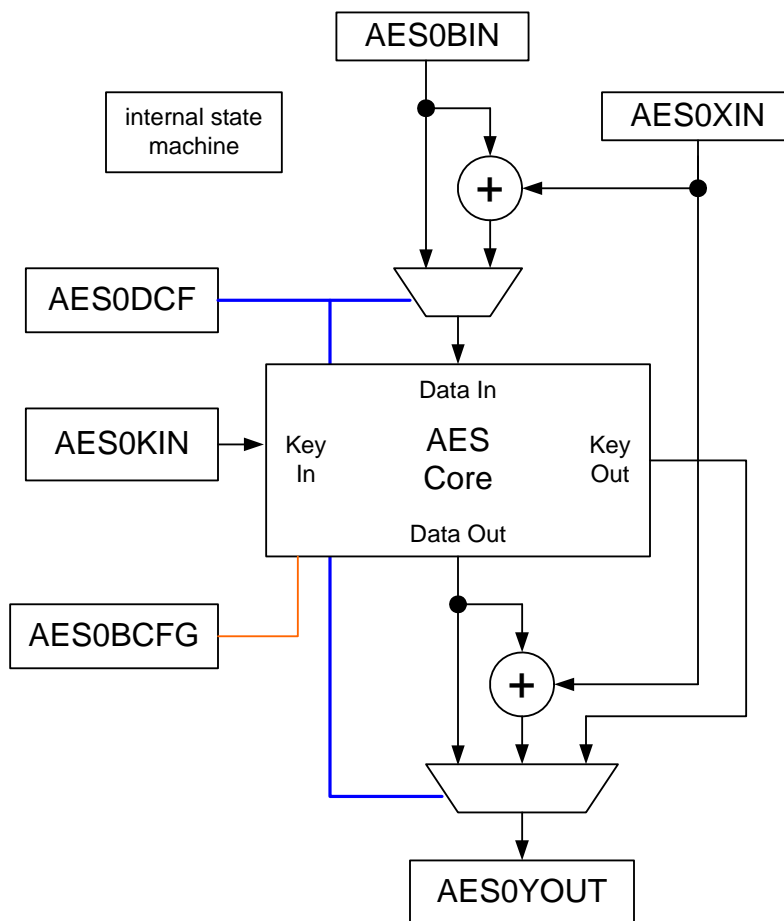 AES0BIN
internal state
machine
AES0XIN
+
AES0DCF
Data In
AES0KIN
Key
In
AES
Core
Key
Out
Data Out
AES0BCFG
+
AES0YOUT